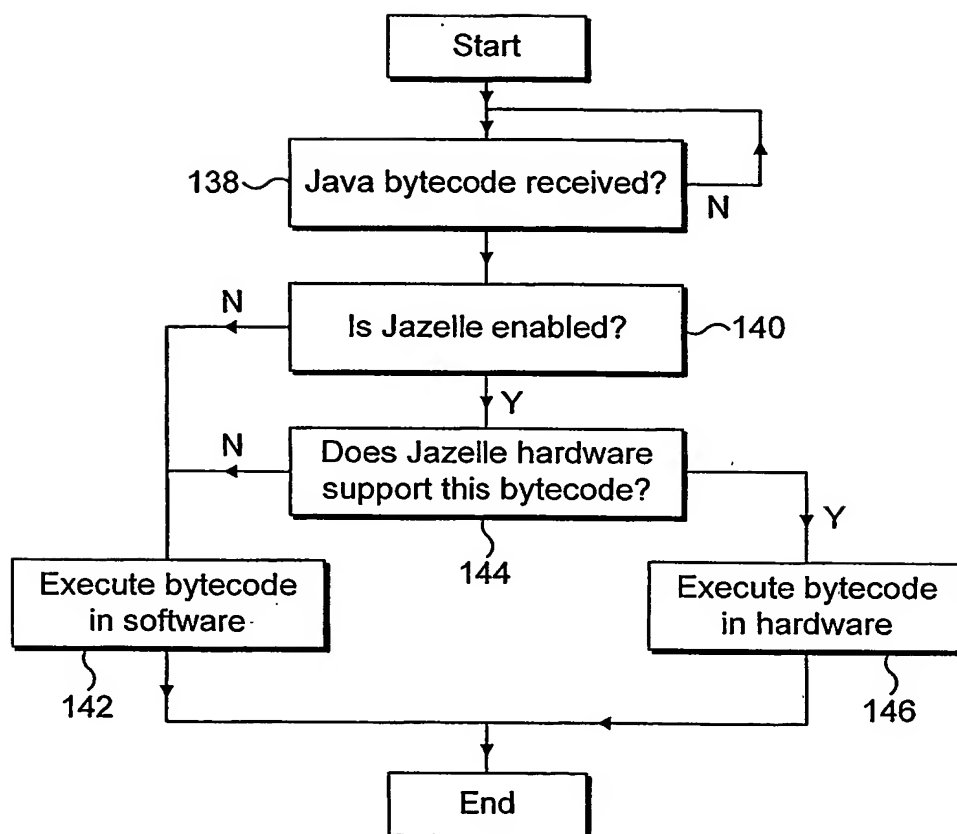 Start
138
Java bytecode received?
N
N
Is Jazelle enabled?
140
Y
N
Does Jazelle hardware
support this bytecode?
Y
144
Execute bytecode
in software
Execute bytecode
in hardware
142
146
End